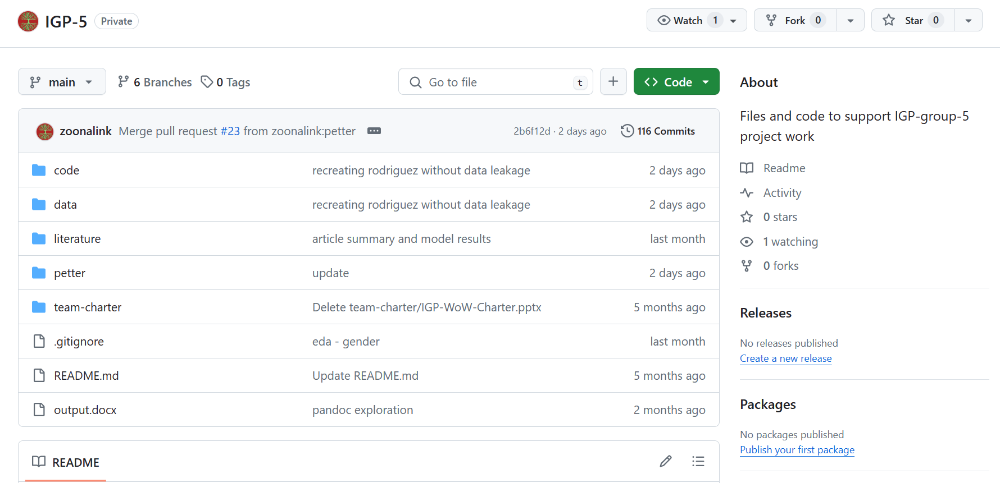 IGP-5 Private Watch 1 Fork 0 Star 0
main 6 Branches 0 Tags Go to file t + <> Code
zoonalink Merge pull request #23 from zoonalink:petter ••• 2b6f12d · 2 days ago 116 Commits
code recreating rodriguez without data leakage 2 days ago
data recreating rodriguez without data leakage 2 days ago
literature article summary and model results last month
petter update 2 days ago
team-charter Delete team-charter/IGP-WoW-Charter.pptx 5 months ago
.gitignore eda - gender last month
README.md Update README.md 5 months ago
output.docx pandoc exploration 2 months ago
README
About
Files and code to support IGP-group-5
project work
Readme
Activity
0 stars
1 watching
0 forks
Releases
No releases published
Create a new release
Packages
No packages published
Publish your first package